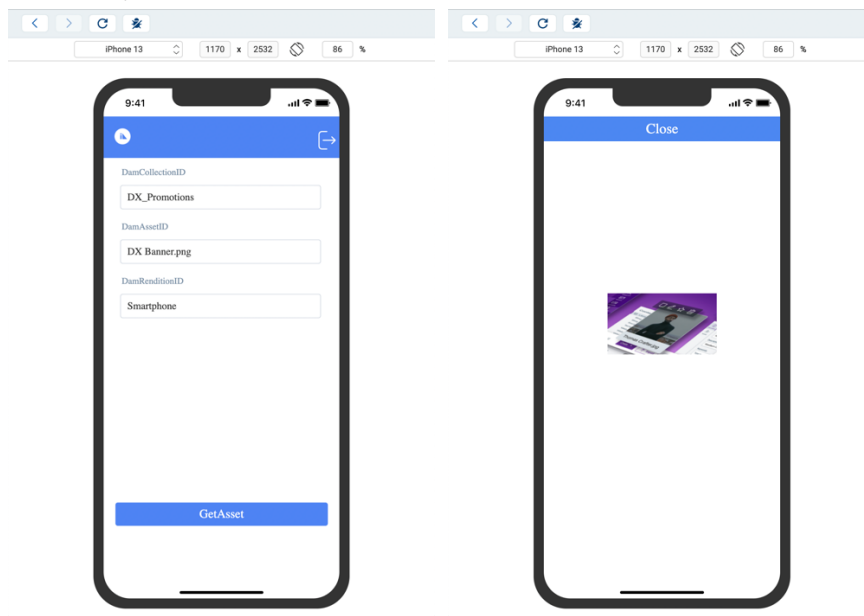 iPhone 13 1170 x 2532 86 %
9:41
DamCollectionID
DX_Promotions
DamAssetID
DX Banner.png
DamRenditionID
Smartphone
GetAsset
iPhone 13 1170 x 2532 86 %
9:41
Close